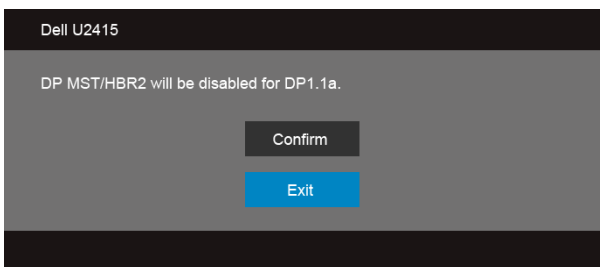 Dell U2415
DP MST/HBR2 will be disabled for DP1.1a.
Confirm
Exit